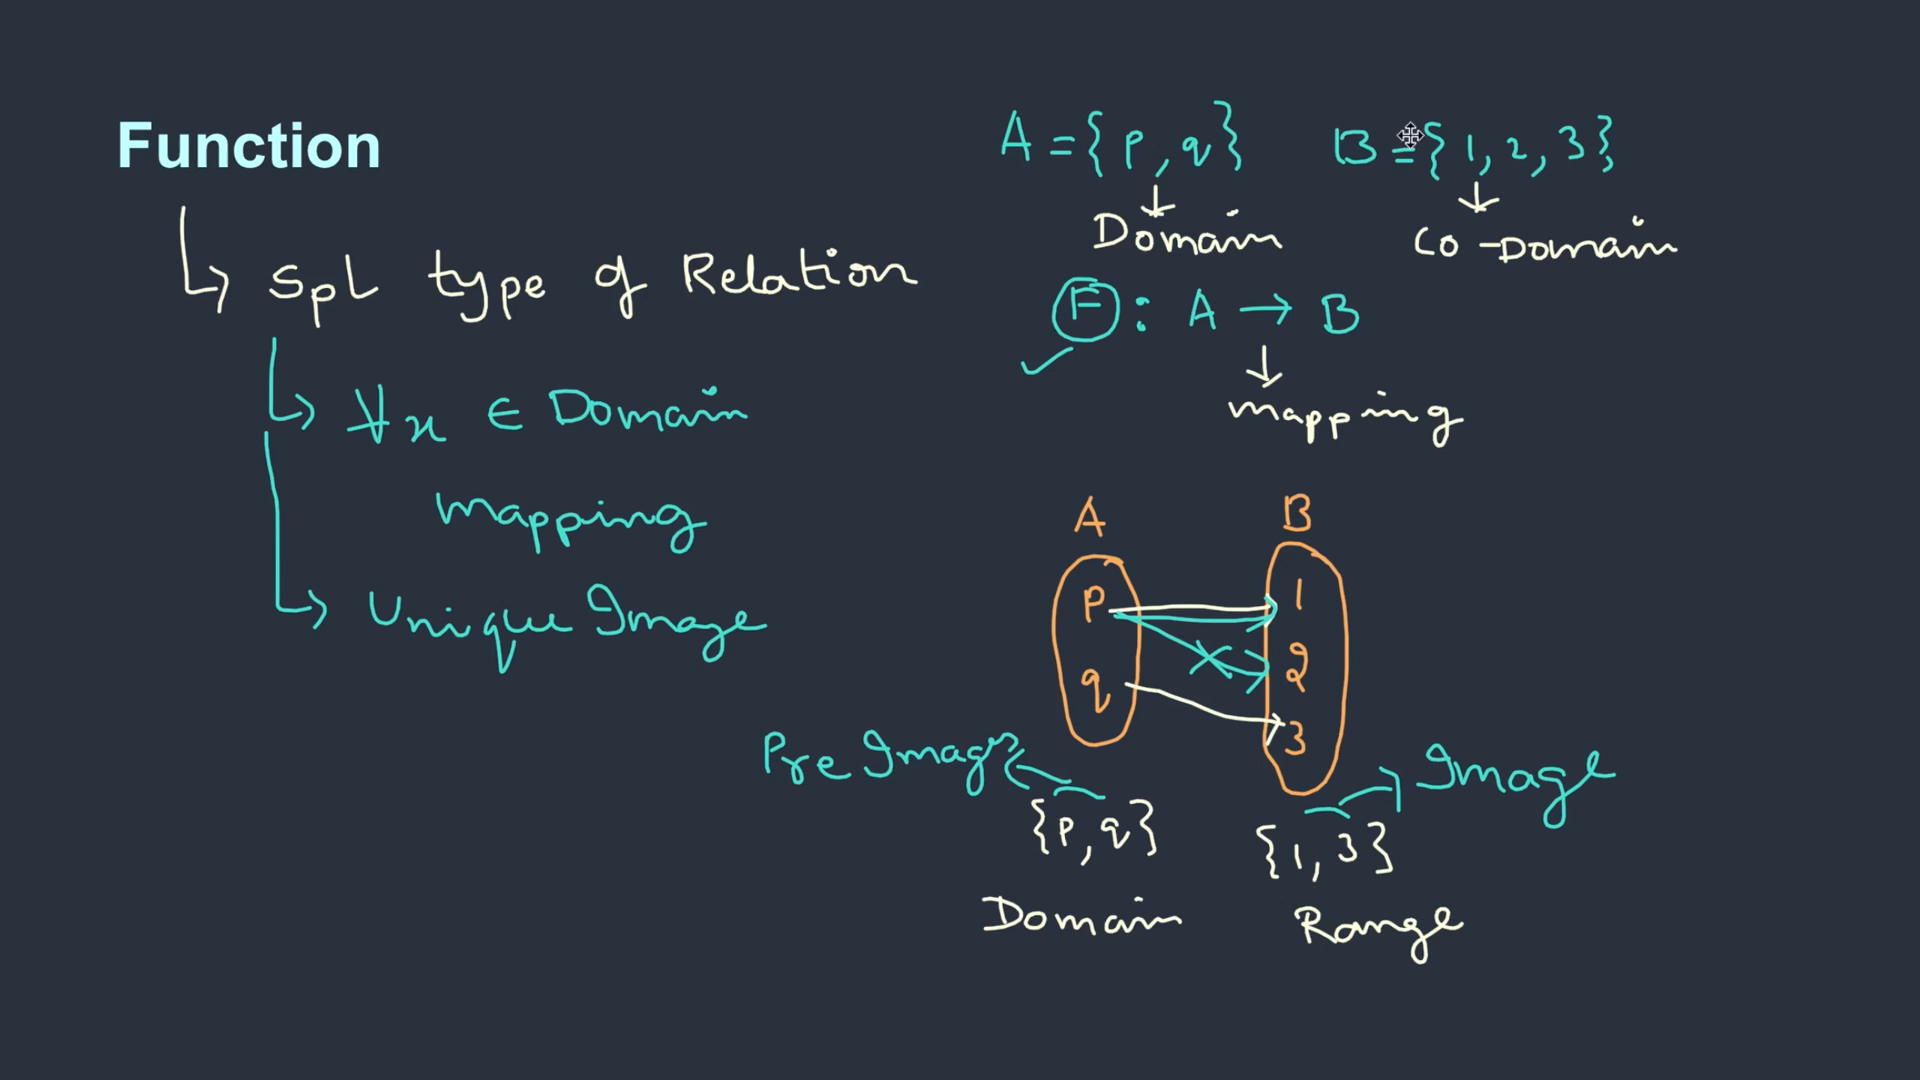 Function
Spl type of Relation
∀x ∈ Domain
mapping
Unique Image
A = {p, q} B = {1, 2, 3}
Domain Co-Domain
F : A → B
mapping
A B
p 1
2
q 3
Pre Image Image
{p, q} {1, 3}
Domain Range